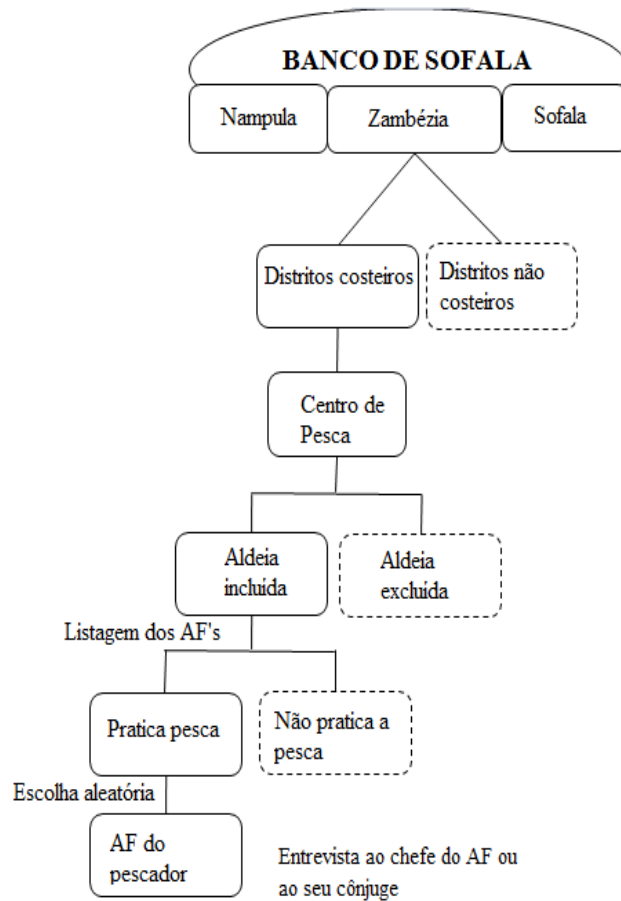 BANCO DE SOFALA
Nampula
Zambézia
Sofala
Distritos costeiros
Distritos não
costeiros
Centro de
Pesca
Aldeia
incluida
Aldeia
excluída
Listagem dos AF's
Pratica pesca
Não pratica a
pesca
Escolha aleatória
AF do
pescador
Entrevista ao chefe do AF ou
ao seu cônjuge